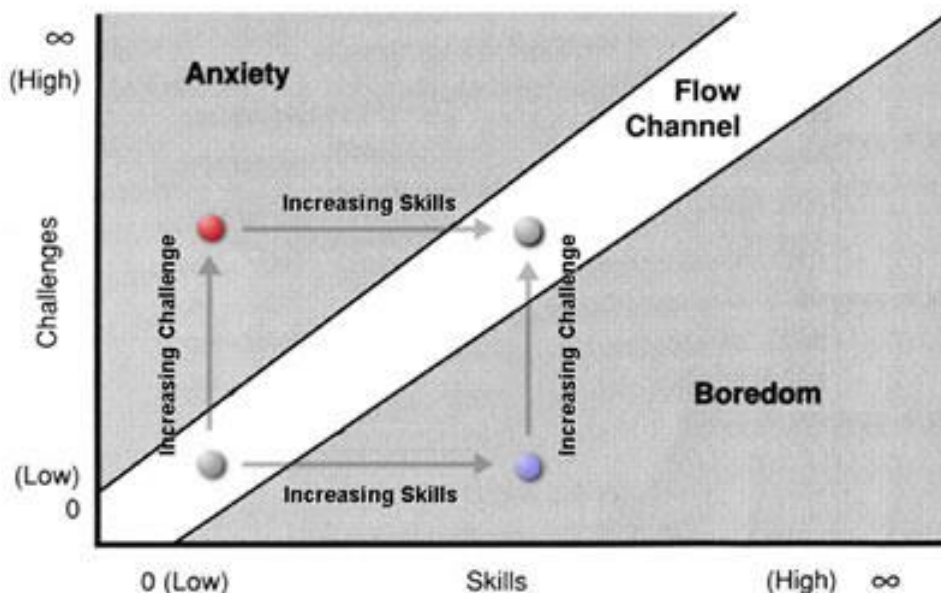 ∞
(High)
Anxiety
Flow
Channel
Increasing Skills
Challenges
Increasing Challenge
Increasing Challenge
Boredom
(Low)
0
Increasing Skills
0 (Low)
Skills
(High)
∞